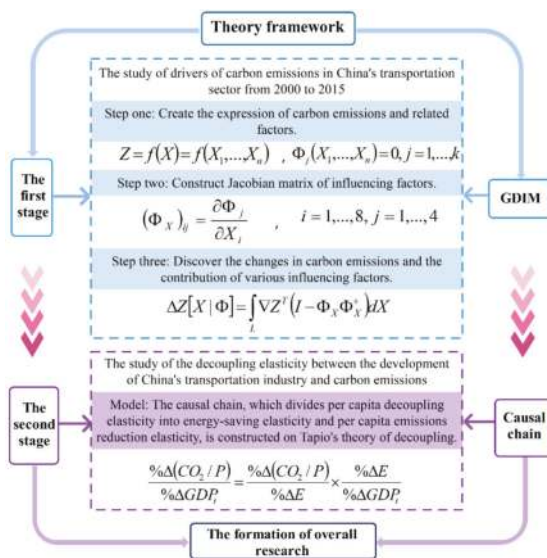 Theory framework
The study of drivers of carbon emissions in China's transportation
sector from 2000 to 2015
Step one: Create the expression of carbon emissions and related
factors.
Z = f(X) = f(X₁,...,Xₙ) , Φⱼ(X₁,...,Xₙ) = 0, j = 1,...,k
The
first
stage
Step two: Construct Jacobian matrix of influencing factors.
(Φ_X)ᵢⱼ = ∂Φⱼ/∂Xᵢ , i = 1,...,8, j = 1,...,4
GDIM
Step three: Discover the changes in carbon emissions and the
contribution of various influencing factors.
ΔZ[X | Φ] = ∫_L ∇Zᵀ(I − Φ_XΦ_X⁺)dX
The study of the decoupling elasticity between the development
of China's transportation industry and carbon emissions
The
second
stage
Model: The causal chain, which divides per capita decoupling
elasticity into energy-saving elasticity and per capita emissions
reduction elasticity, is constructed on Tapio's theory of decoupling.
Causal
chain
%Δ(CO₂/P)/%ΔGDPₜ = %Δ(CO₂/P)/%ΔE × %ΔE/%ΔGDPₜ
The formation of overall
research